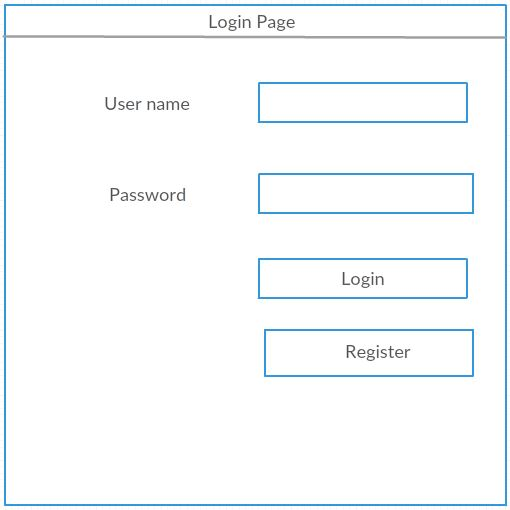 Login Page
User name
Password
Login
Register